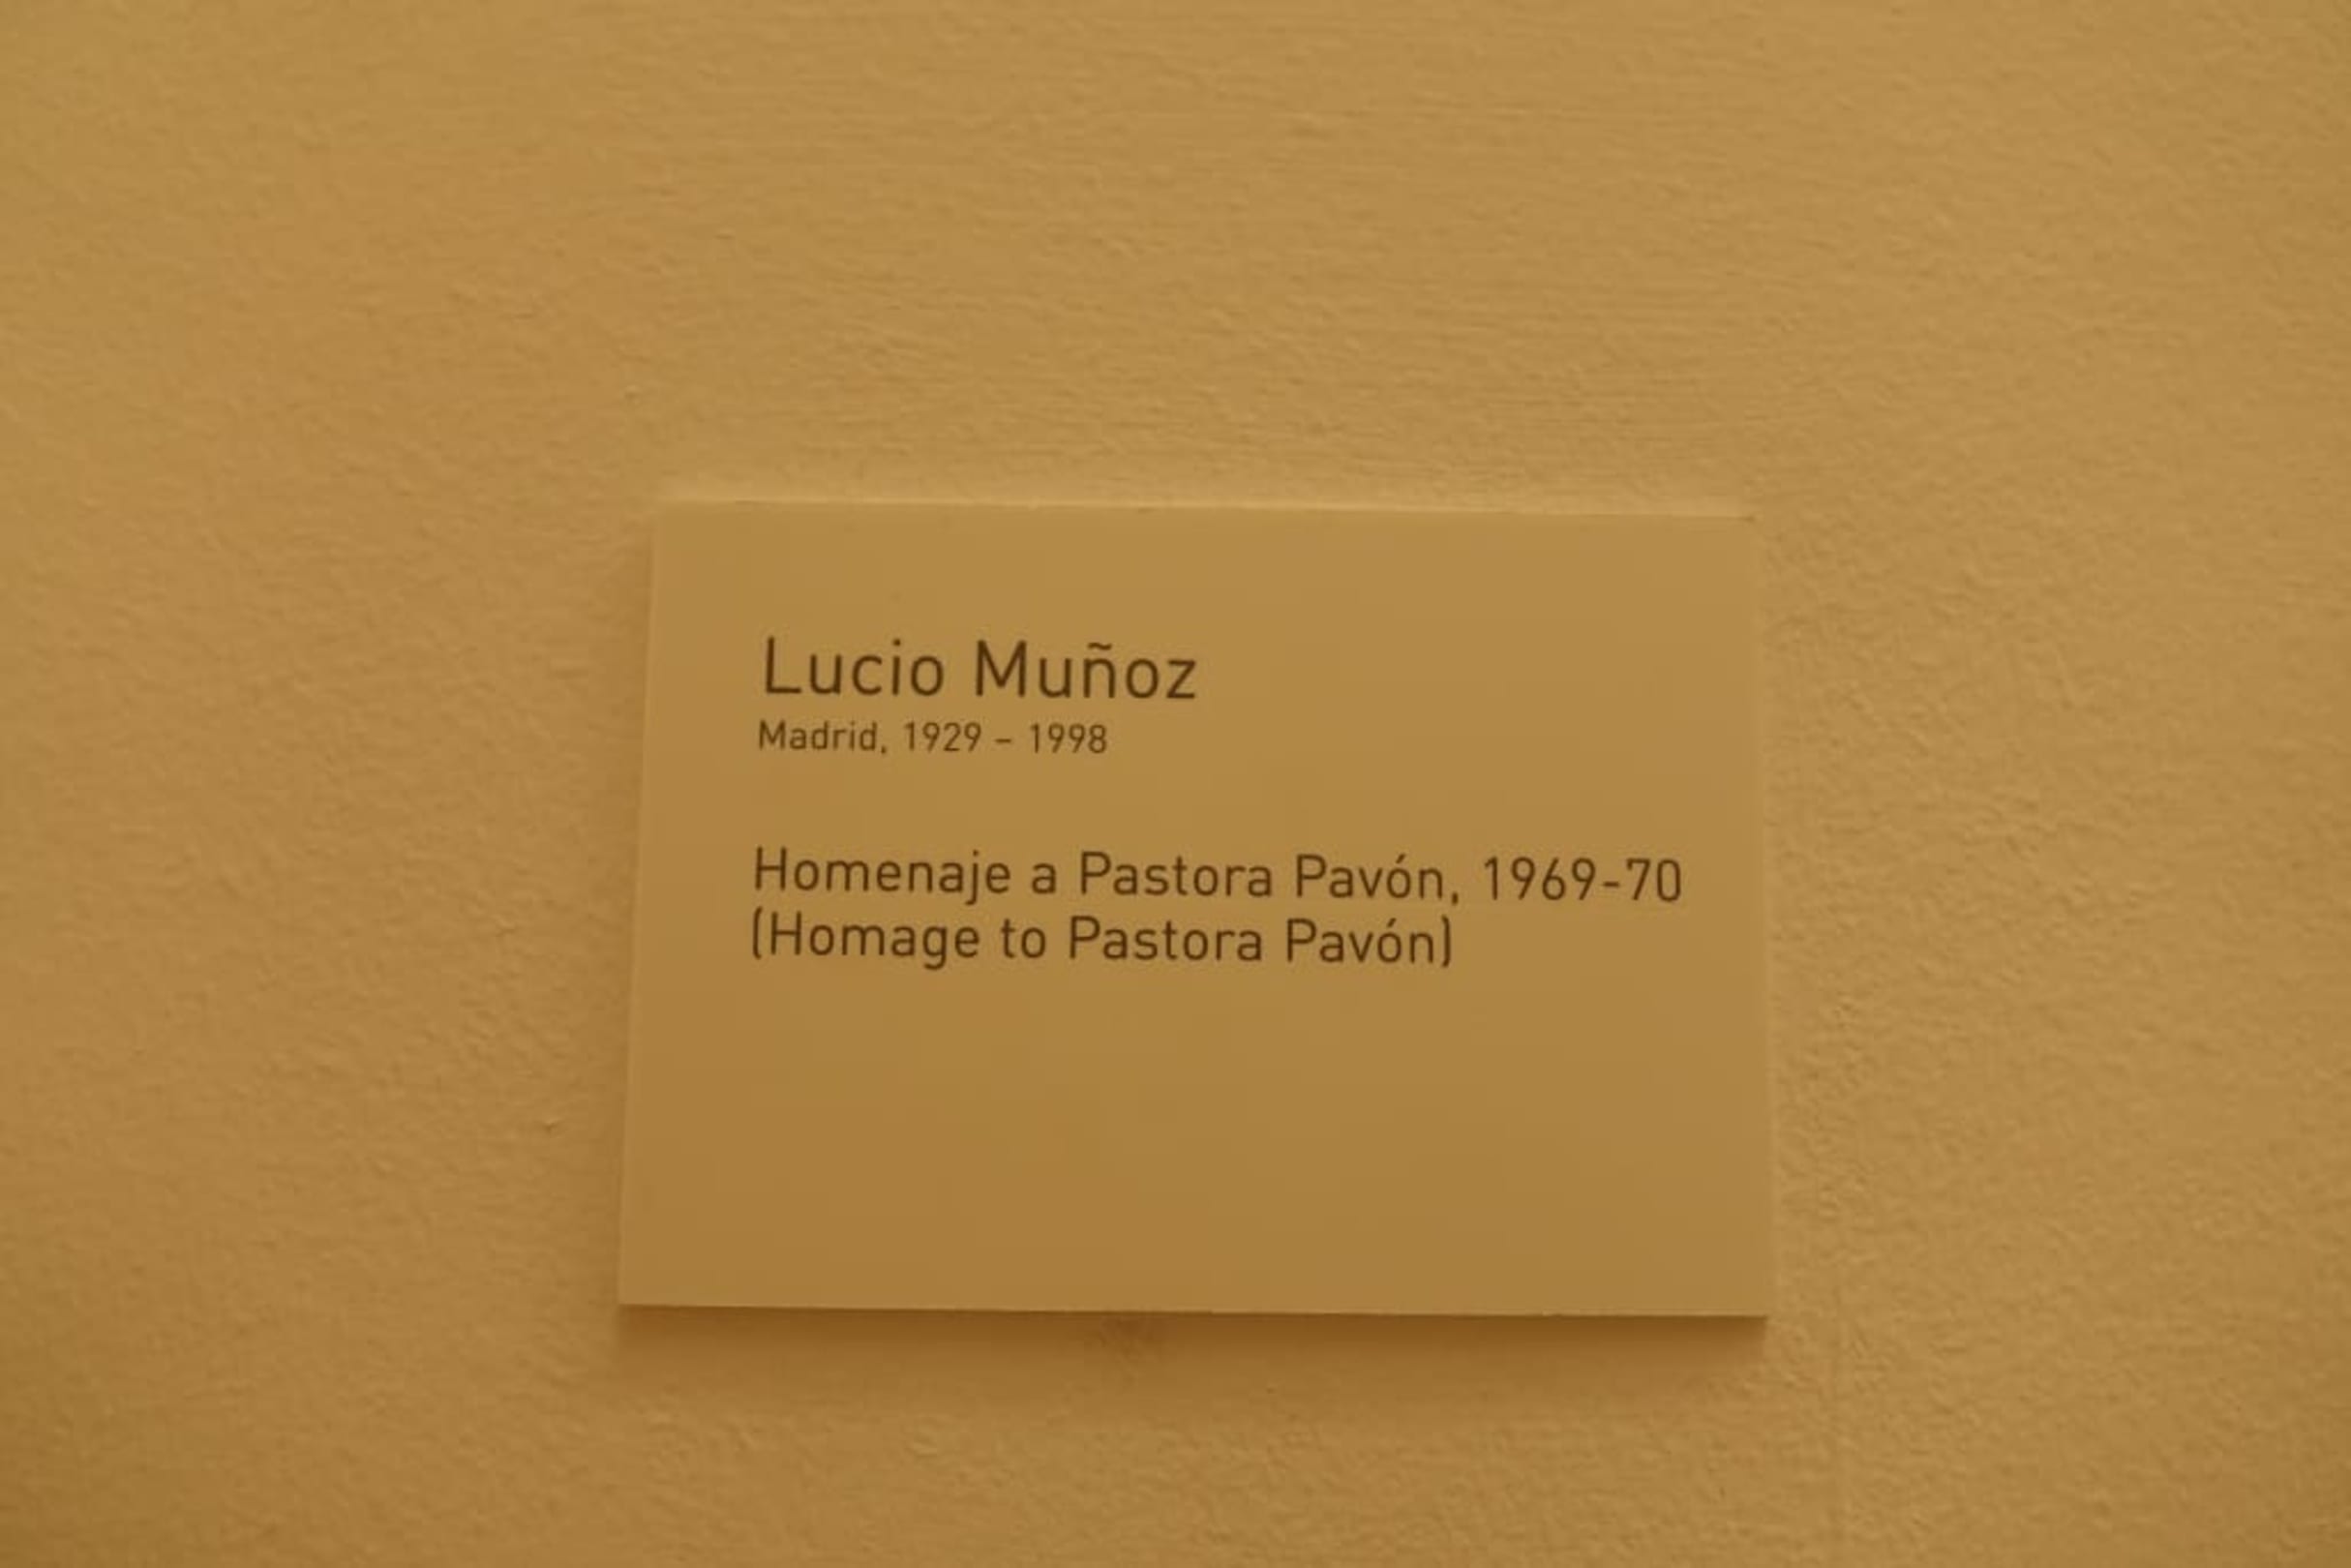 Lucio Muñoz
Madrid, 1929 – 1998
Homenaje a Pastora Pavón, 1969-70
(Homage to Pastora Pavón)